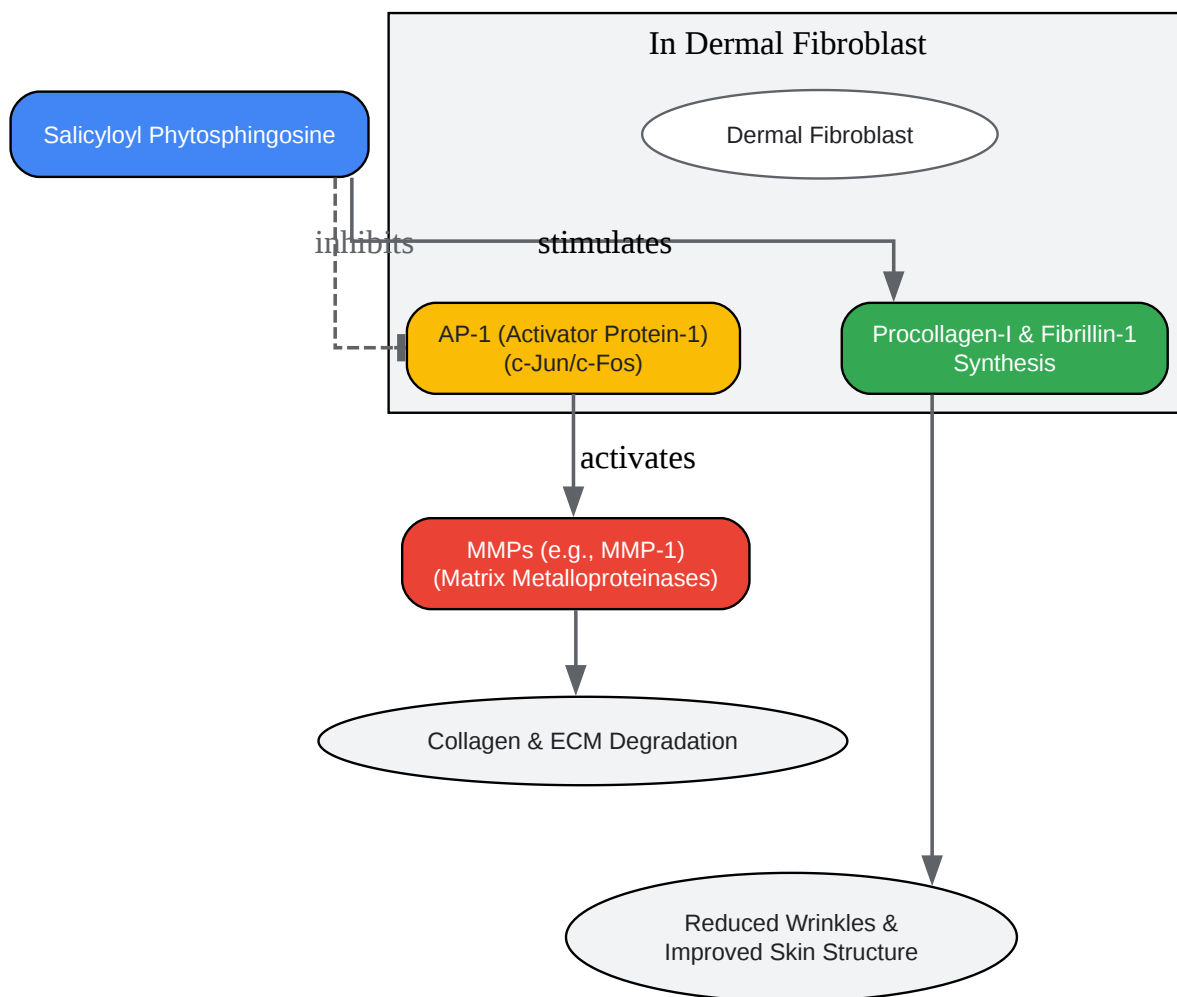 In Dermal Fibroblast
Salicyloyl Phytosphingosine
Dermal Fibroblast
inhibits
stimulates
AP-1 (Activator Protein-1)
(c-Jun/c-Fos)
Procollagen-I & Fibrillin-1
Synthesis
activates
MMPs (e.g., MMP-1)
(Matrix Metalloproteinases)
Collagen & ECM Degradation
Reduced Wrinkles &
Improved Skin Structure